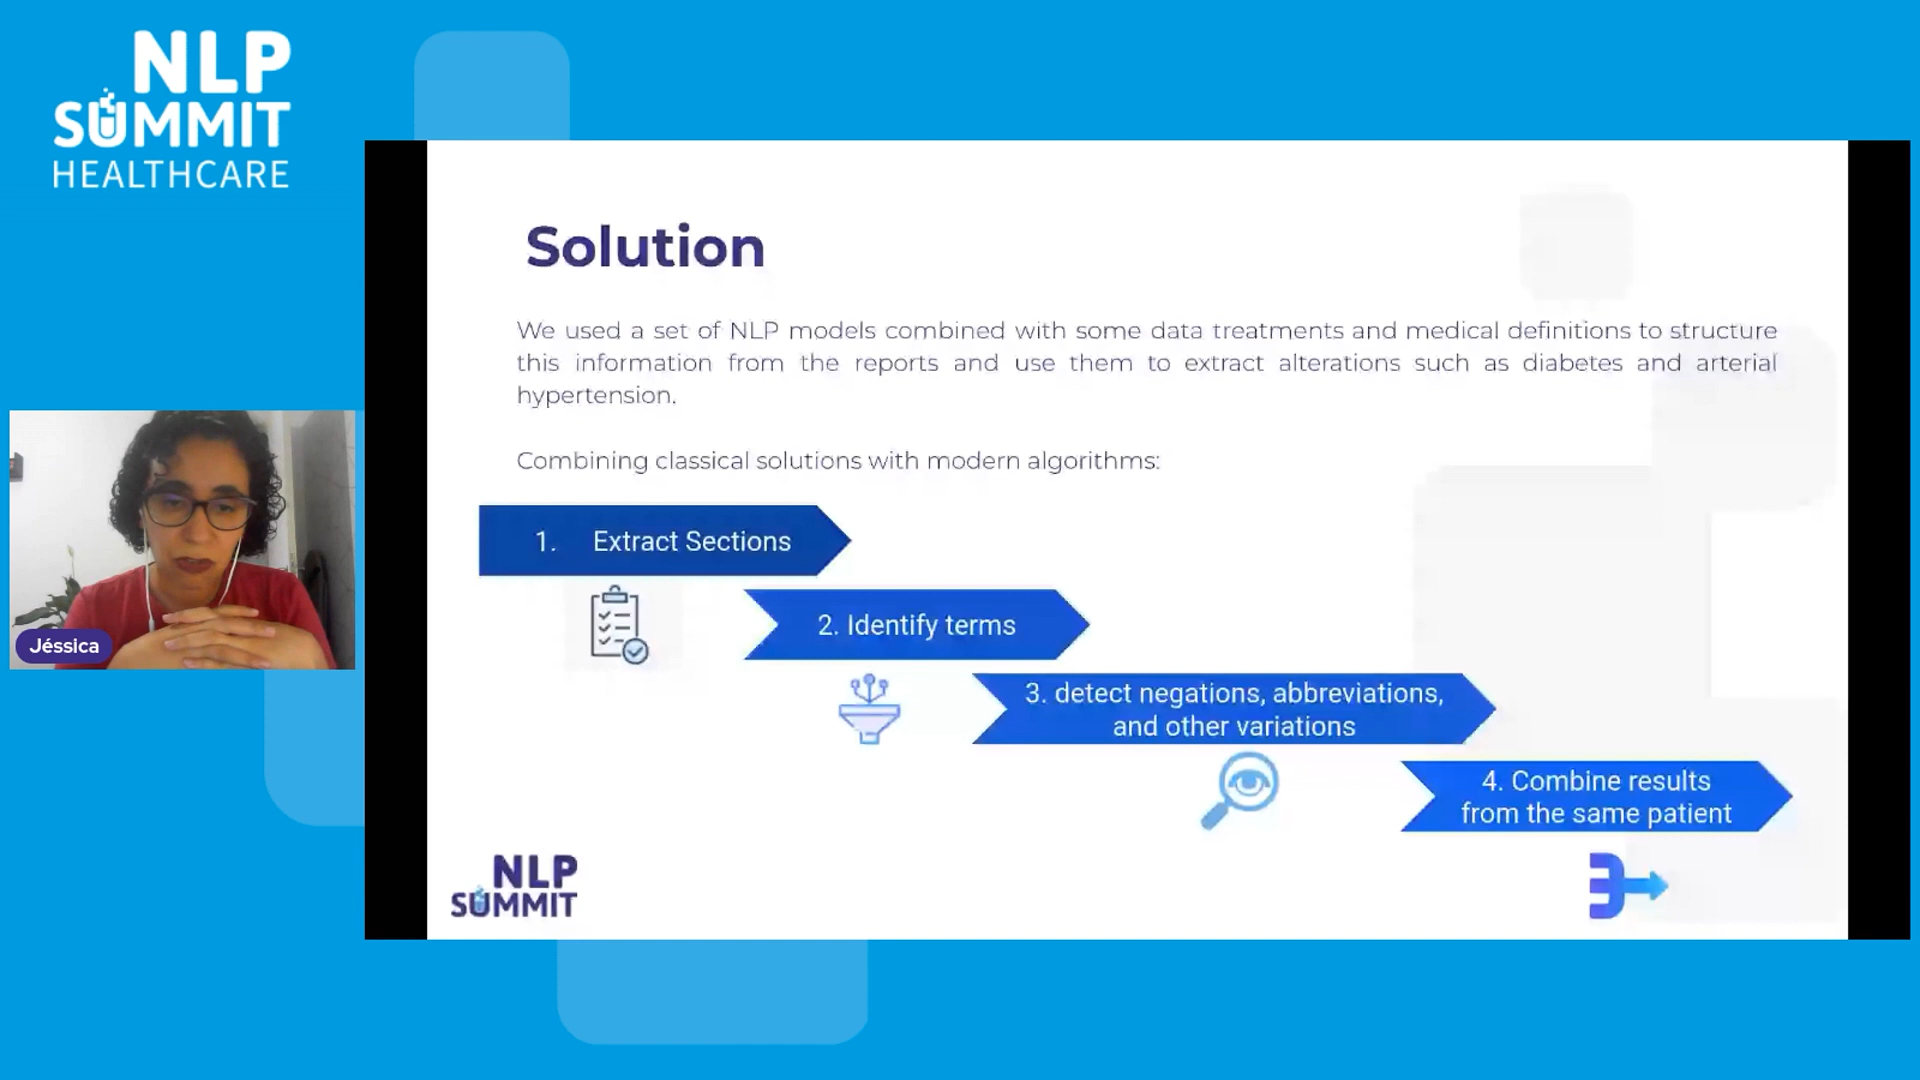 NLP
SUMMIT
HEALTHCARE
Solution
We used a set of NLP models combined with some data treatments and medical definitions to structure
this information from the reports and use them to extract alterations such as diabetes and arterial
hypertension.
Combining classical solutions with modern algorithms:
1. Extract Sections
2. Identify terms
3. detect negations, abbreviations,
and other variations
4. Combine results
from the same patient
Jéssica
NLP
SUMMIT